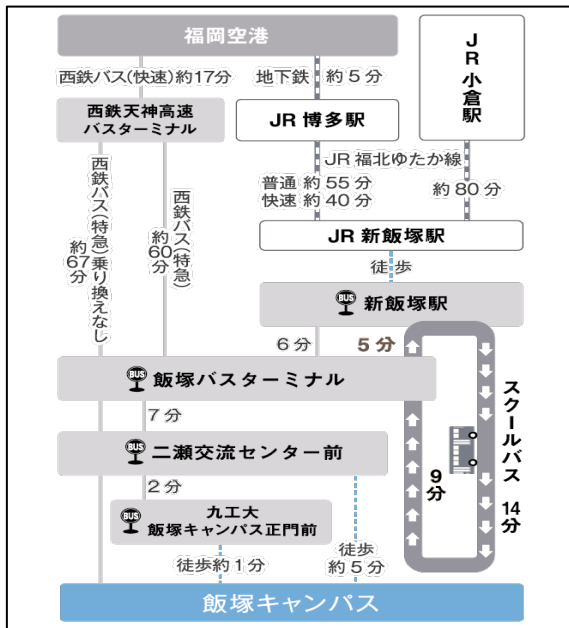 福岡空港
西鉄バス(快速)約17分
地下鉄 約5分
JR 小倉駅
西鉄天神高速
バスターミナル
JR 博多駅
JR福北ゆたか線
普通 約55分
快速 約40分
約80分
西鉄バス(特急)乗り換えなし
約67分
西鉄バス(特急)
約60分
JR 新飯塚駅
徒歩
BUS 新飯塚駅
6分
5分
BUS 飯塚バスターミナル
スクールバス
7分
BUS 二瀬交流センター前
9分
14分
2分
BUS 九工大
飯塚キャンパス正門前
徒歩約1分
徒歩
約5分
飯塚キャンパス